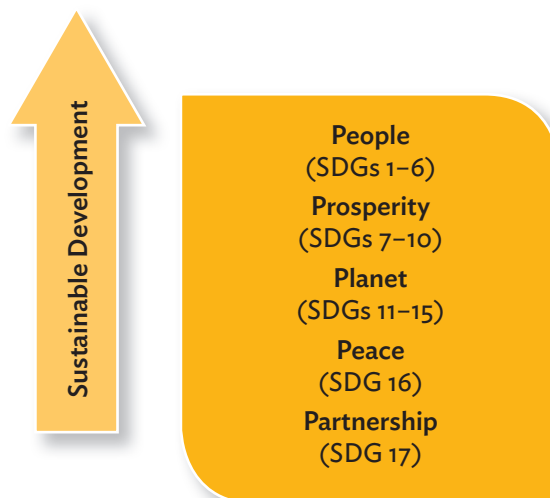 Sustainable Development
People
(SDGs 1–6)
Prosperity
(SDGs 7–10)
Planet
(SDGs 11–15)
Peace
(SDG 16)
Partnership
(SDG 17)